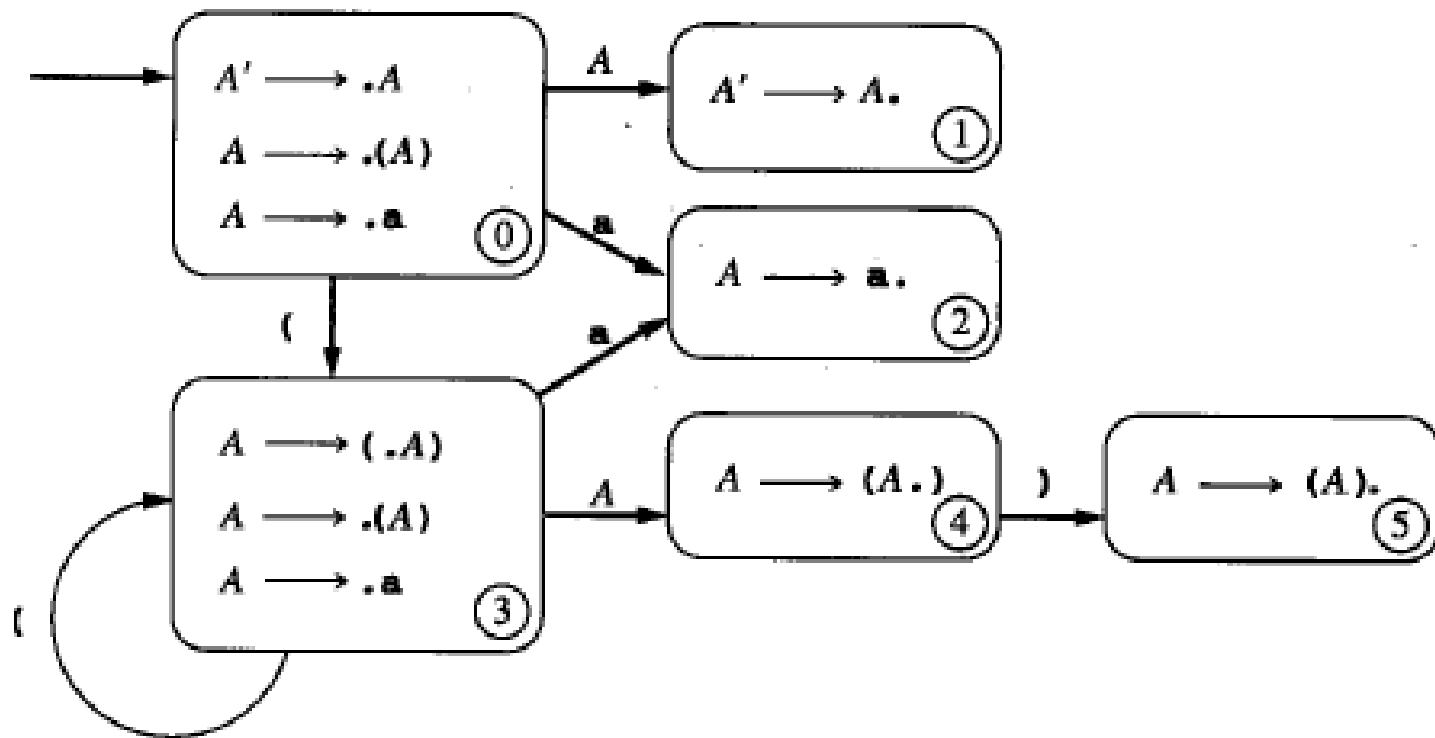 A' ⟶ .A
A ⟶ .(A)
A ⟶ .a
0
A
A' ⟶ A.
1
a
A ⟶ a.
2
(
a
A ⟶ (.A)
A ⟶ .(A)
A ⟶ .a
3
(
A
A ⟶ (A.)
4
)
A ⟶ (A).
5